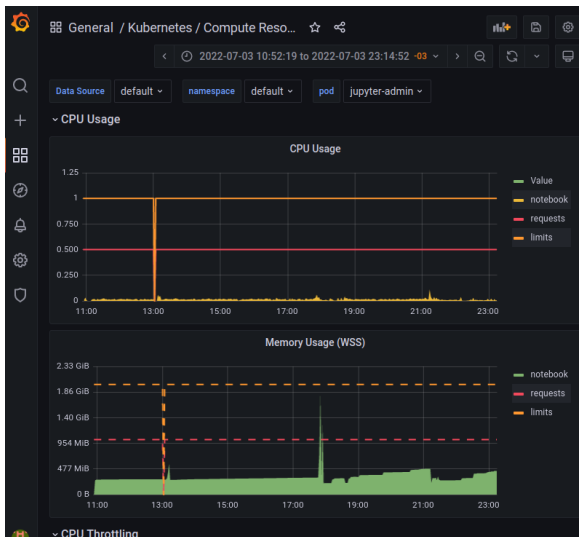 General / Kubernetes / Compute Reso...
2022-07-03 10:52:19 to 2022-07-03 23:14:52 -03
Data Source default namespace default pod jupyter-admin
CPU Usage
CPU Usage
1.25
1
0.750
0.500
0.250
0
11:00 13:00 15:00 17:00 19:00 21:00 23:00
Value
notebook
requests
limits
Memory Usage (WSS)
2.33 GiB
1.86 GiB
1.40 GiB
954 MiB
477 MiB
0 B
11:00 13:00 15:00 17:00 19:00 21:00 23:00
notebook
requests
limits
CPU Throttling